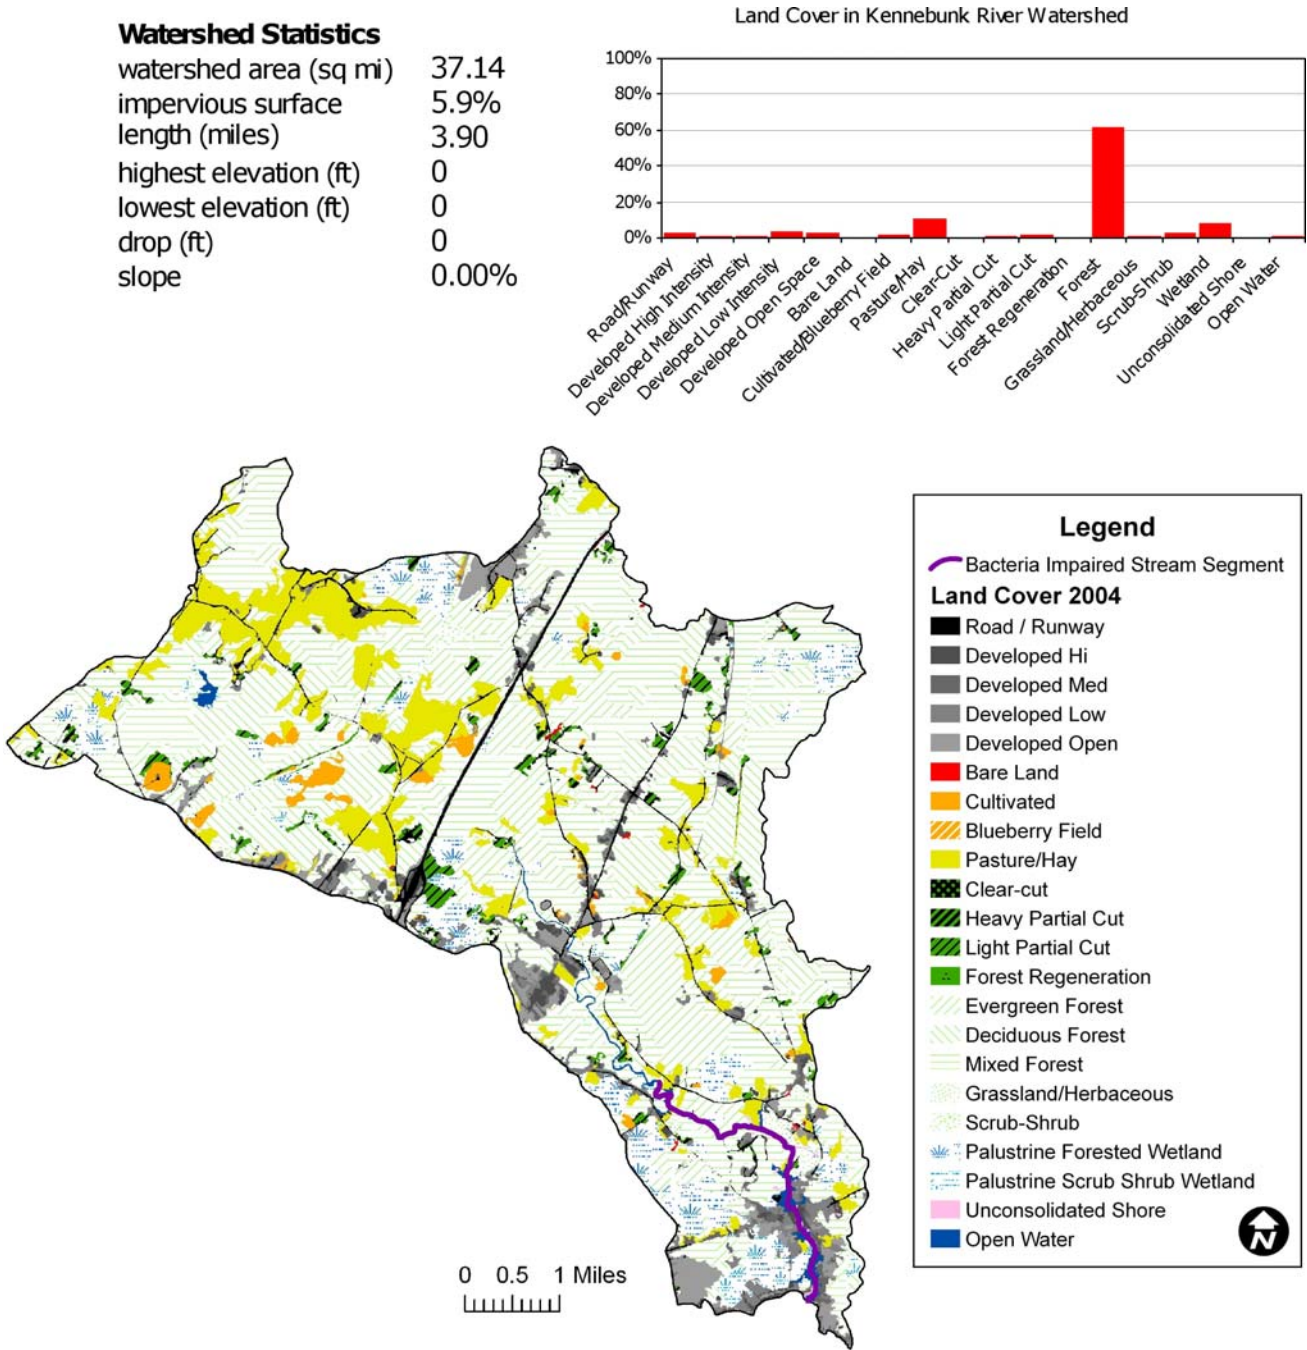 Watershed Statistics
watershed area (sq mi) 37.14
impervious surface 5.9%
length (miles) 3.90
highest elevation (ft) 0
lowest elevation (ft) 0
drop (ft) 0
slope 0.00%
Land Cover in Kennebunk River Watershed
100%
80%
60%
40%
20%
0%
Road/Runway
Developed High Intensity
Developed Medium Intensity
Developed Low Intensity
Developed Open Space
Bare Land
Cultivated/Blueberry Field
Pasture/Hay
Clear-Cut
Heavy Partial Cut
Light Partial Cut
Forest Regeneration
Forest
Grassland/Herbaceous
Scrub-Shrub
Wetland
Unconsolidated Shore
Open Water
Legend
Bacteria Impaired Stream Segment
Land Cover 2004
Road / Runway
Developed Hi
Developed Med
Developed Low
Developed Open
Bare Land
Cultivated
Blueberry Field
Pasture/Hay
Clear-cut
Heavy Partial Cut
Light Partial Cut
Forest Regeneration
Evergreen Forest
Deciduous Forest
Mixed Forest
Grassland/Herbaceous
Scrub-Shrub
Palustrine Forested Wetland
Palustrine Scrub Shrub Wetland
Unconsolidated Shore
Open Water
N
0 0.5 1 Miles